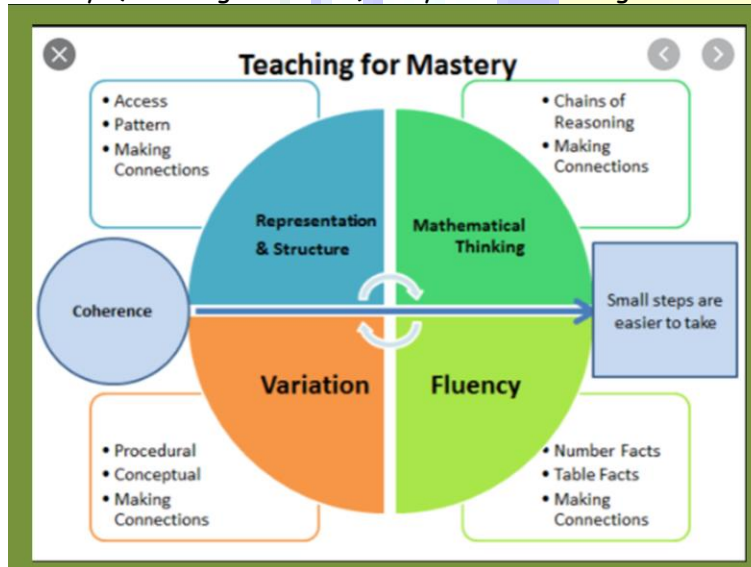 Teaching for Mastery
• Access
• Pattern
• Making
Connections
• Chains of
Reasoning
• Making
Connections
Representation
& Structure
Mathematical
Thinking
Coherence
Small steps are
easier to take
Variation
Fluency
• Procedural
• Conceptual
• Making
Connections
• Number Facts
• Table Facts
• Making
Connections